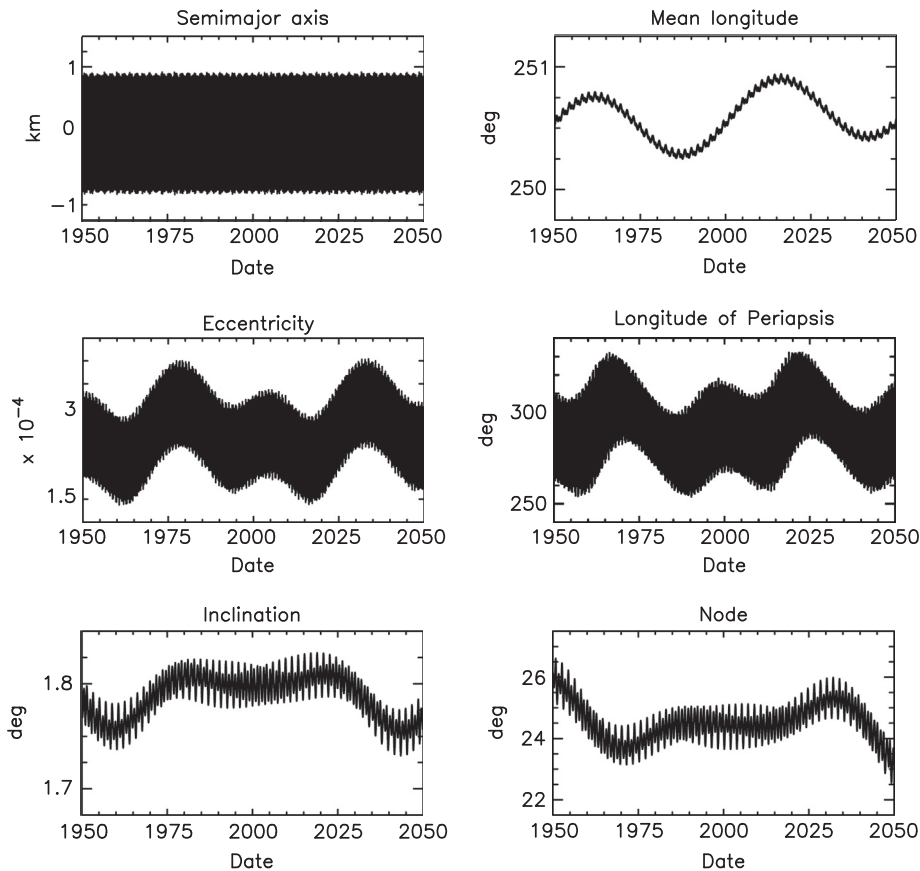 Semimajor axis
1
0
−1
km
1950 1975 2000 2025 2050
Date
Mean longitude
251
250
deg
1950 1975 2000 2025 2050
Date
Eccentricity
3
1.5
x 10−4
1950 1975 2000 2025 2050
Date
Longitude of Periapsis
300
250
deg
1950 1975 2000 2025 2050
Date
Inclination
1.8
1.7
deg
1950 1975 2000 2025 2050
Date
Node
26
24
22
deg
1950 1975 2000 2025 2050
Date